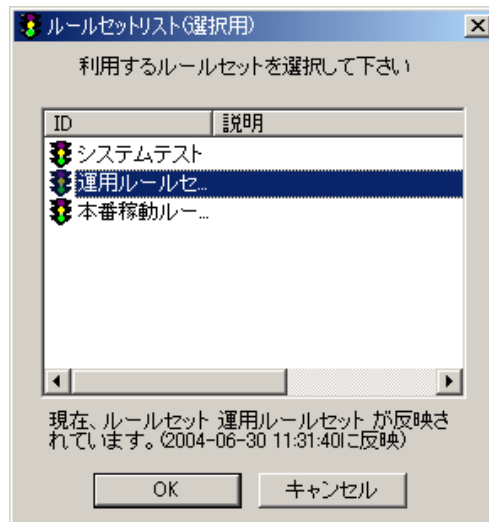 ルールセットリスト(選択用)
利用するルールセットを選択して下さい
ID 説明
システムテスト
運用ルールセ...
本番稼動ルー...
現在、ルールセット 運用ルールセット が反映さ
れています。(2004-06-30 11:31:40に反映)
OK キャンセル